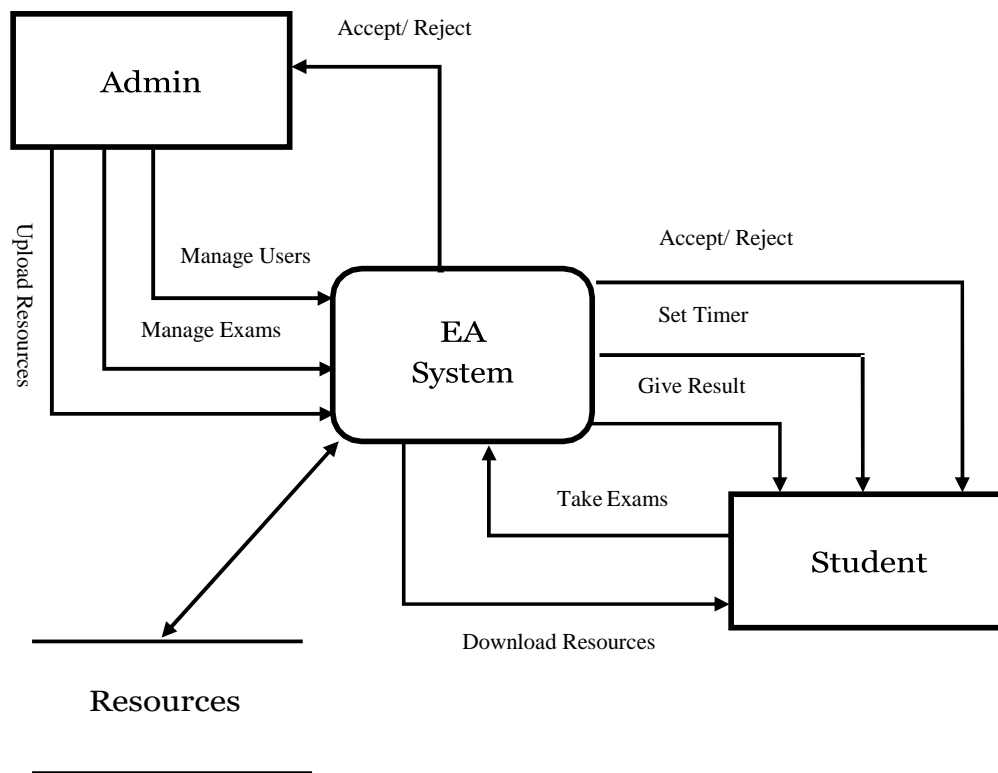 Accept/ Reject
Admin
Upload Resources
Manage Users
Manage Exams
EA
System
Accept/ Reject
Set Timer
Give Result
Take Exams
Student
Download Resources
Resources